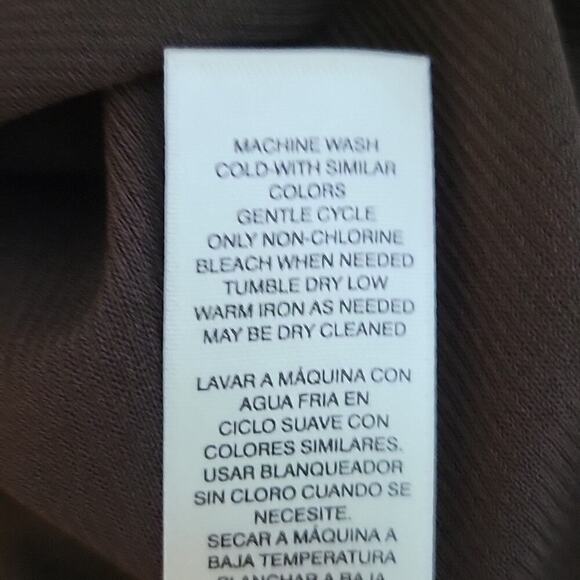 MACHINE WASH
COLD WITH SIMILAR
COLORS
GENTLE CYCLE
ONLY NON-CHLORINE
BLEACH WHEN NEEDED
TUMBLE DRY LOW
WARM IRON AS NEEDED
MAY BE DRY CLEANED
LAVAR A MÁQUINA CON
AGUA FRIA EN
CICLO SUAVE CON
COLORES SIMILARES.
USAR BLANQUEADOR
SIN CLORO CUANDO SE
NECESITE.
SECAR A MÁQUINA A
BAJA TEMPERATURA
PLANCHAR A BAJA